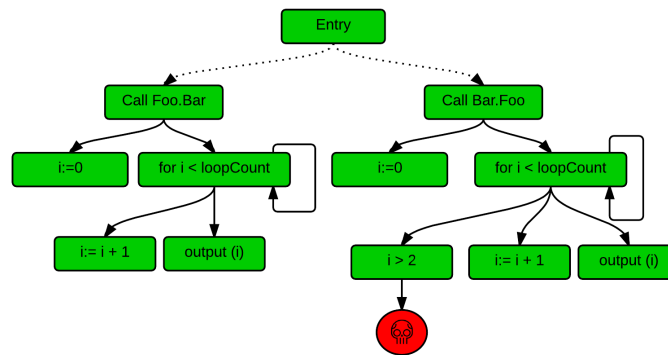 Entry
Call Foo.Bar
Call Bar.Foo
i:=0
for i < loopCount
i:=0
for i < loopCount
i:= i + 1
output (i)
i > 2
i:= i + 1
output (i)